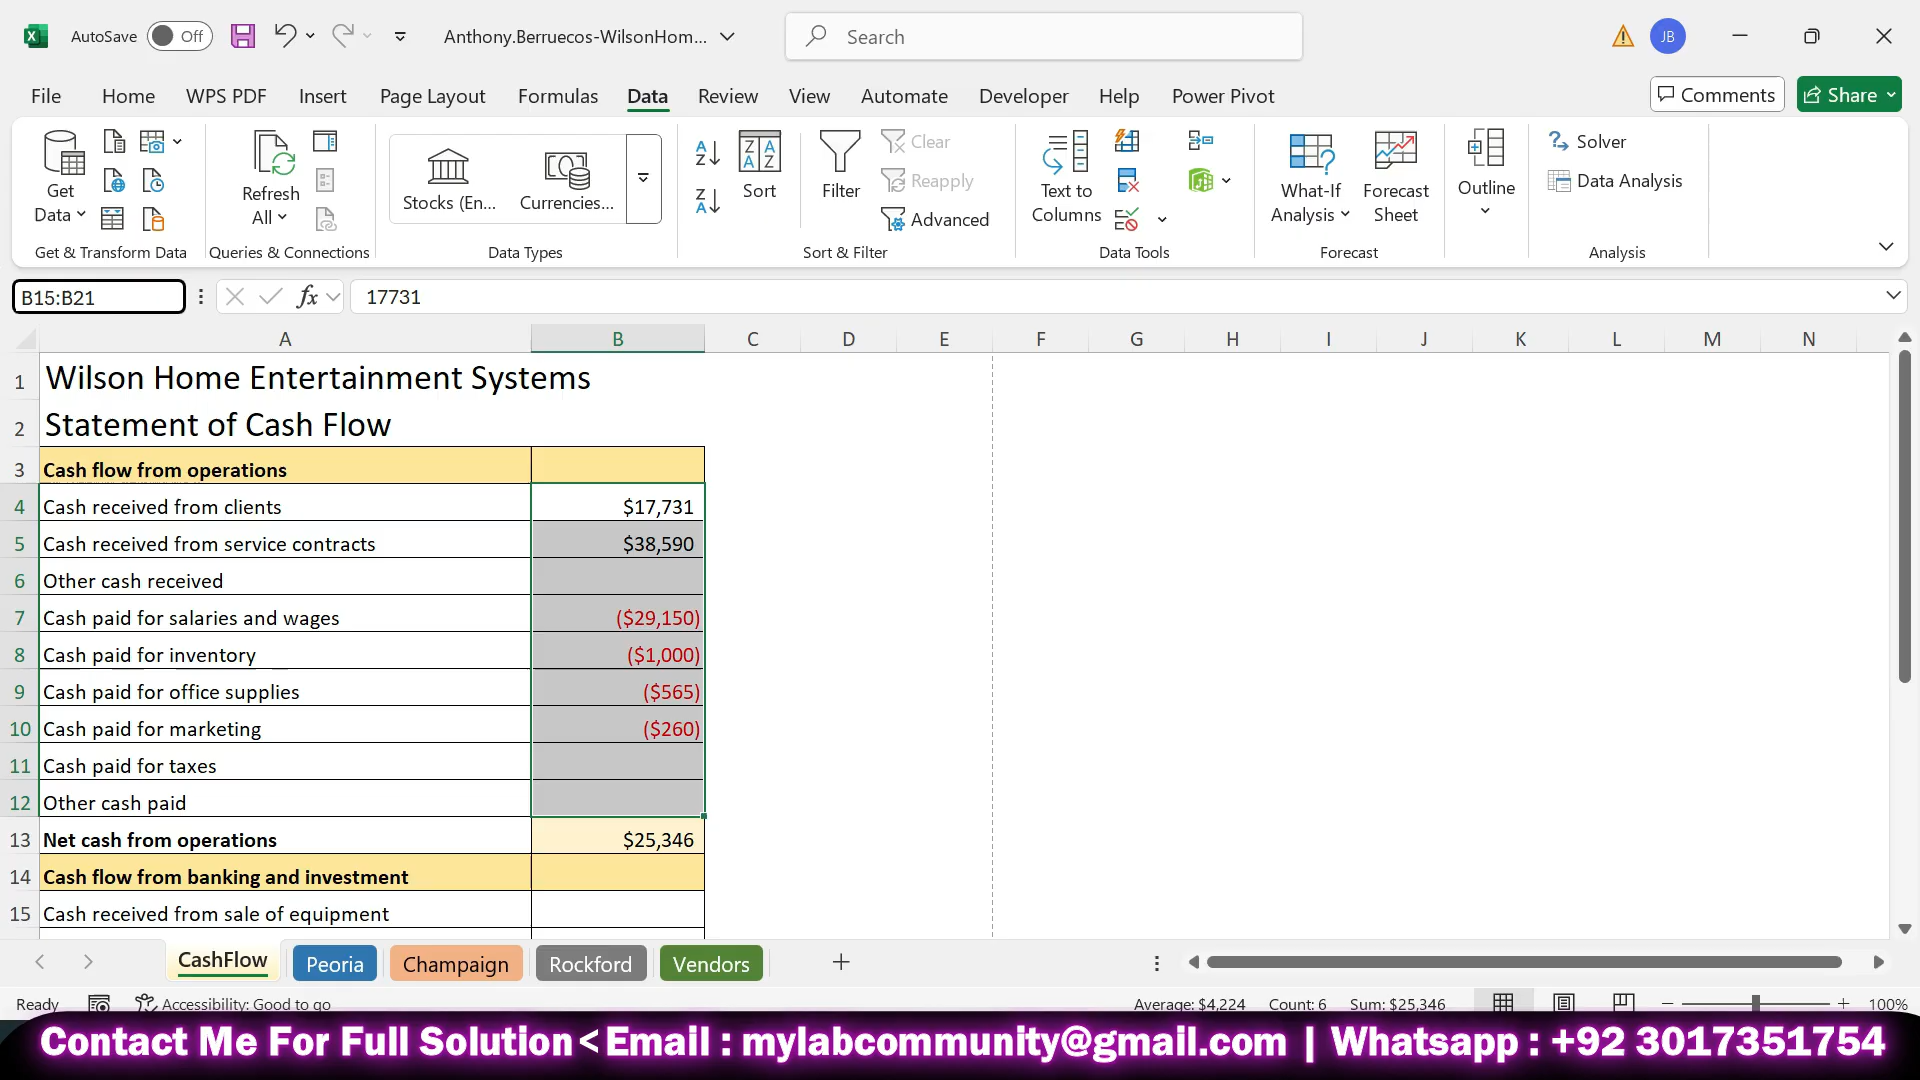 AutoSave Off Anthony.Berruecos-WilsonHom... Search JB
File Home WPS PDF Insert Page Layout Formulas Data Review View Automate Developer Help Power Pivot Comments Share
Get Data Refresh All Stocks (En... Currencies... Sort Filter Clear Reapply Advanced Text to Columns What-If Analysis Forecast Sheet Outline Solver Data Analysis
Get & Transform Data Queries & Connections Data Types Sort & Filter Data Tools Forecast Analysis
B15:B21 fx 17731
A B C D E F G H I J K L M N
1 Wilson Home Entertainment Systems
2 Statement of Cash Flow
3 Cash flow from operations
4 Cash received from clients $17,731
5 Cash received from service contracts $38,590
6 Other cash received
7 Cash paid for salaries and wages ($29,150)
8 Cash paid for inventory ($1,000)
9 Cash paid for office supplies ($565)
10 Cash paid for marketing ($260)
11 Cash paid for taxes
12 Other cash paid
13 Net cash from operations $25,346
14 Cash flow from banking and investment
15 Cash received from sale of equipment
CashFlow Peoria Champaign Rockford Vendors
Ready Accessibility: Good to go Average: $4,224 Count: 6 Sum: $25,346 100%
Contact Me For Full Solution < Email : mylabcommunity@gmail.com | Whatsapp : +92 3017351754